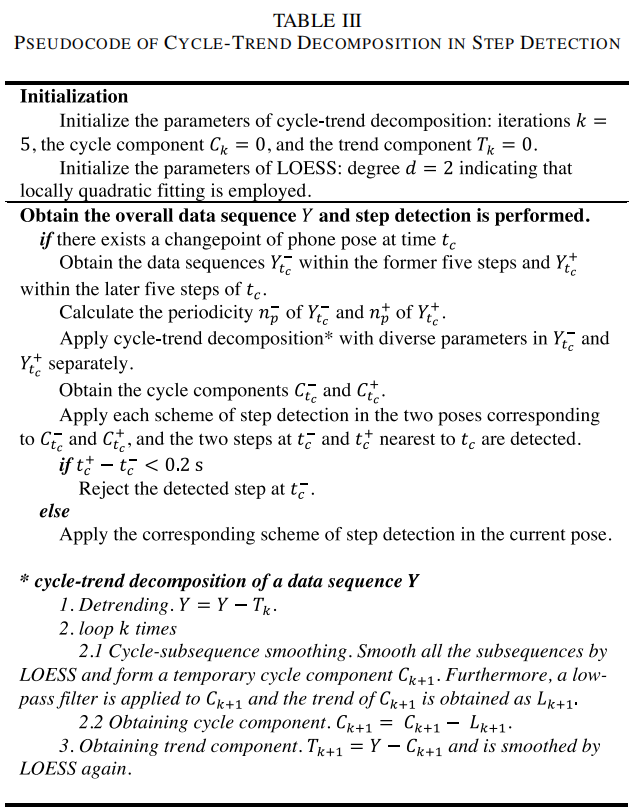 TABLE III
PSEUDOCODE OF CYCLE-TREND DECOMPOSITION IN STEP DETECTION
Initialization
Initialize the parameters of cycle-trend decomposition: iterations k =
5, the cycle component C_k = 0, and the trend component T_k = 0.
Initialize the parameters of LOESS: degree d = 2 indicating that
locally quadratic fitting is employed.
Obtain the overall data sequence Y and step detection is performed.
if there exists a changepoint of phone pose at time t_c
Obtain the data sequences Y_{t_c}^- within the former five steps and Y_{t_c}^+
within the later five steps of t_c.
Calculate the periodicity n_p^- of Y_{t_c}^- and n_p^+ of Y_{t_c}^+.
Apply cycle-trend decomposition* with diverse parameters in Y_{t_c}^- and
Y_{t_c}^+ separately.
Obtain the cycle components C_{t_c}^- and C_{t_c}^+.
Apply each scheme of step detection in the two poses corresponding
to C_{t_c}^- and C_{t_c}^+, and the two steps at t_c^- and t_c^+ nearest to t_c are detected.
if t_c^+ − t_c^- < 0.2 s
Reject the detected step at t_c^-.
else
Apply the corresponding scheme of step detection in the current pose.
* cycle-trend decomposition of a data sequence Y
1. Detrending. Y = Y − T_k.
2. loop k times
2.1 Cycle-subsequence smoothing. Smooth all the subsequences by
LOESS and form a temporary cycle component C_{k+1}. Furthermore, a low-
pass filter is applied to C_{k+1} and the trend of C_{k+1} is obtained as L_{k+1}.
2.2 Obtaining cycle component. C_{k+1} = C_{k+1} − L_{k+1}.
3. Obtaining trend component. T_{k+1} = Y − C_{k+1} and is smoothed by
LOESS again.